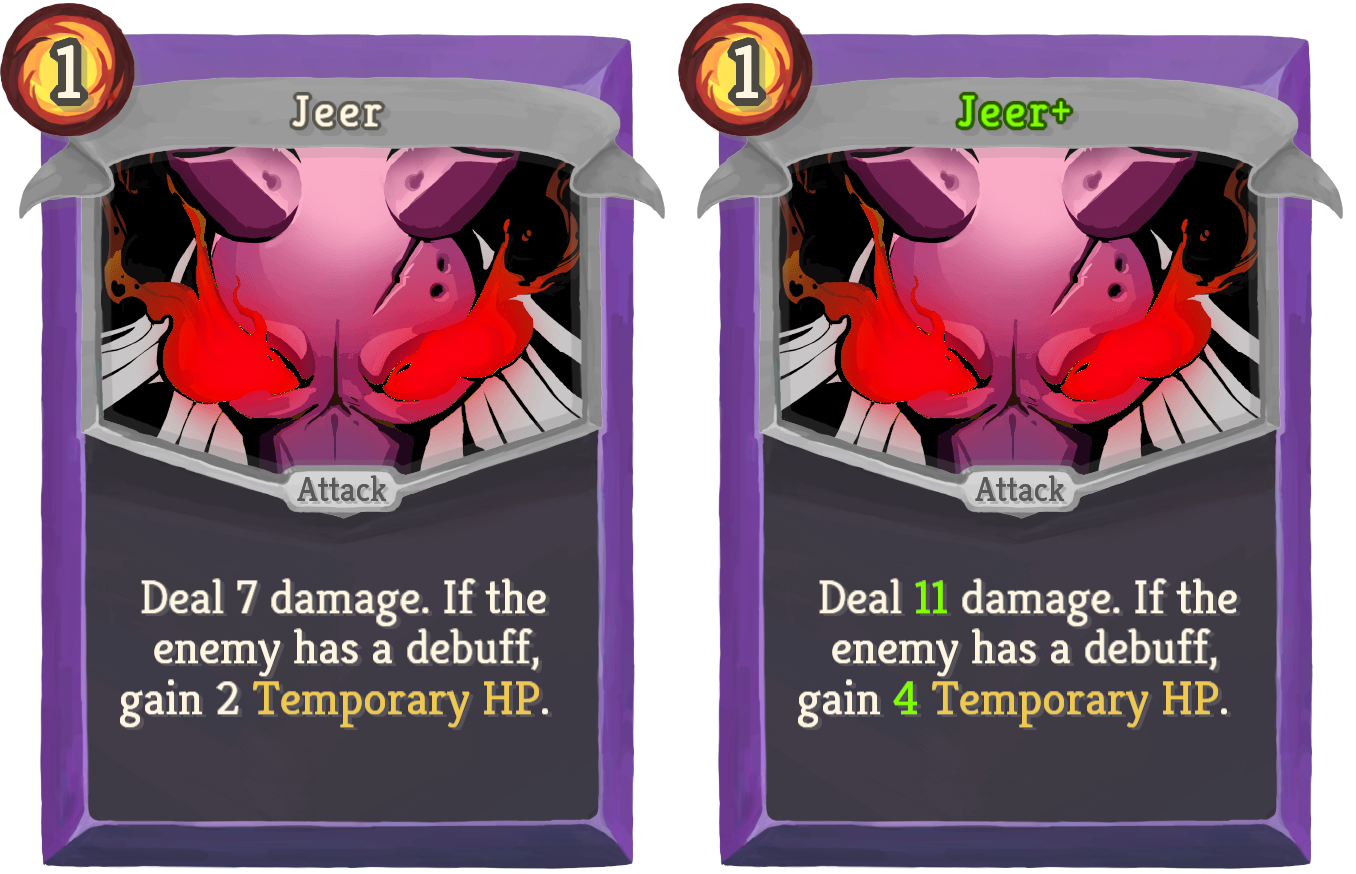 1
Jeer
Attack
Deal 7 damage. If the
enemy has a debuff,
gain 2 Temporary HP.
1
Jeer+
Attack
Deal 11 damage. If the
enemy has a debuff,
gain 4 Temporary HP.